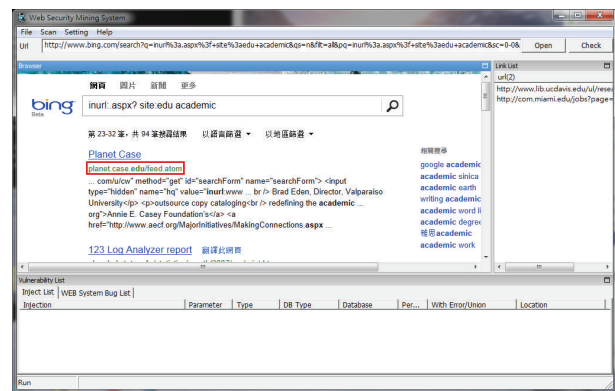 Web Security Mining System
File Scan Setting Help
Url http://www.bing.com/search?q=inurl%3a.aspx%3f+site%3aedu+academic&qs=n&filt=all&pq=inurl%3a.aspx%3f+site%3aedu+academic&sc=0-0& Open Check
Browser
Link List
網頁 圖片 新聞 更多
url(2)
http://www.lib.ucdavis.edu/ul/resea
http://com.miami.edu/jobs?page=
bing
Beta
inurl:.aspx? site:edu academic
第 23-32 筆，共 94 筆搜尋結果 以語言篩選 以地區篩選
Planet Case
planet.case.edu/feed.atom
... com/u/cw" method="get" id="searchForm" name="searchForm"> <input
type="hidden" name="hq" value="inurl:www ... br /> Brad Eden, Director, Valparaiso
University</p> <p>outsource copy cataloging<br /> redefining the academic ...
org">Annie E. Casey Foundation's</a> <a
href="http://www.aecf.org/MajorInitiatives/MakingConnections.aspx ...
123 Log Analyzer report 翻譯此網頁
相關搜尋
google academic
academic sinica
academic earth
writing academic
academic word li
academic degree
雅思academic
academic work
Vulnerability List
Inject List WEB System Bug List
Injection Parameter Type DB Type Database Per... With Error/Union Location
Run